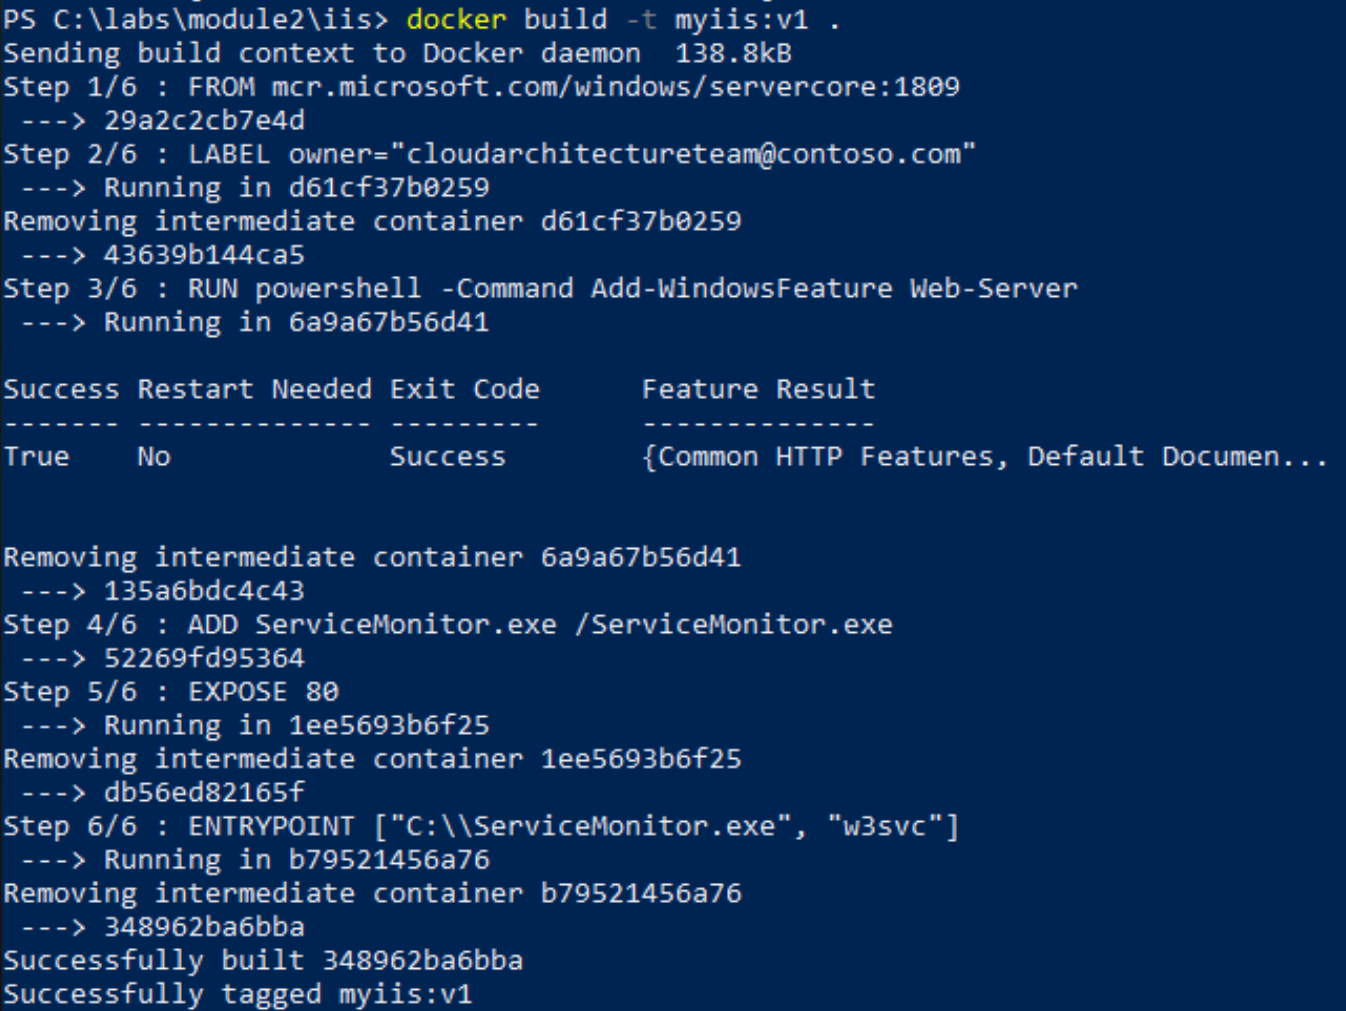 PS C:\labs\module2\iis> docker build -t myiis:v1 .
Sending build context to Docker daemon  138.8kB
Step 1/6 : FROM mcr.microsoft.com/windows/servercore:1809
 ---> 29a2c2cb7e4d
Step 2/6 : LABEL owner="cloudarchitectureteam@contoso.com"
 ---> Running in d61cf37b0259
Removing intermediate container d61cf37b0259
 ---> 43639b144ca5
Step 3/6 : RUN powershell -Command Add-WindowsFeature Web-Server
 ---> Running in 6a9a67b56d41
Success Restart Needed Exit Code      Feature Result
------- -------------- ---------      --------------
True    No             Success        {Common HTTP Features, Default Documen...
Removing intermediate container 6a9a67b56d41
 ---> 135a6bdc4c43
Step 4/6 : ADD ServiceMonitor.exe /ServiceMonitor.exe
 ---> 52269fd95364
Step 5/6 : EXPOSE 80
 ---> Running in 1ee5693b6f25
Removing intermediate container 1ee5693b6f25
 ---> db56ed82165f
Step 6/6 : ENTRYPOINT ["C:\\ServiceMonitor.exe", "w3svc"]
 ---> Running in b79521456a76
Removing intermediate container b79521456a76
 ---> 348962ba6bba
Successfully built 348962ba6bba
Successfully tagged myiis:v1